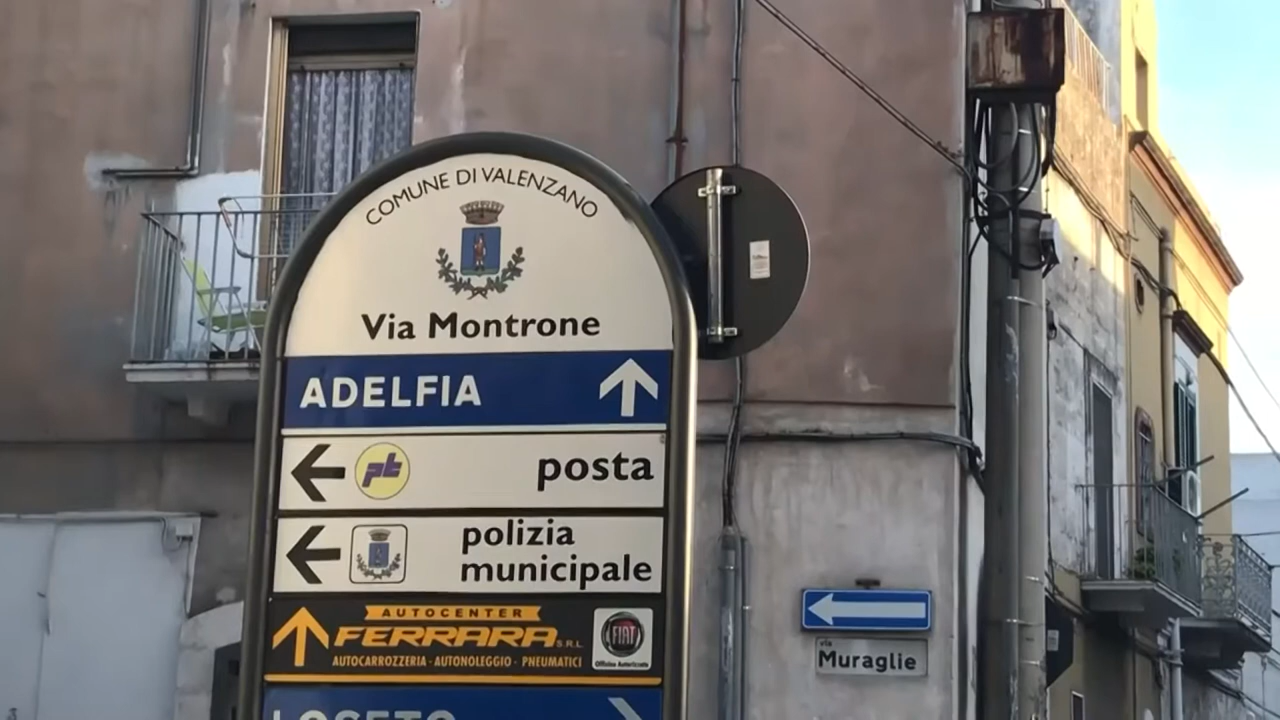 COMUNE DI VALENZANO
Via Montrone
ADELFIA
pt
posta
polizia
municipale
AUTOCENTER
FERRARA S.R.L.
AUTOCARROZZERIA - AUTONOLEGGIO - PNEUMATICI
FIAT
Officina Autorizzata
LOSETO
via
Muraglie